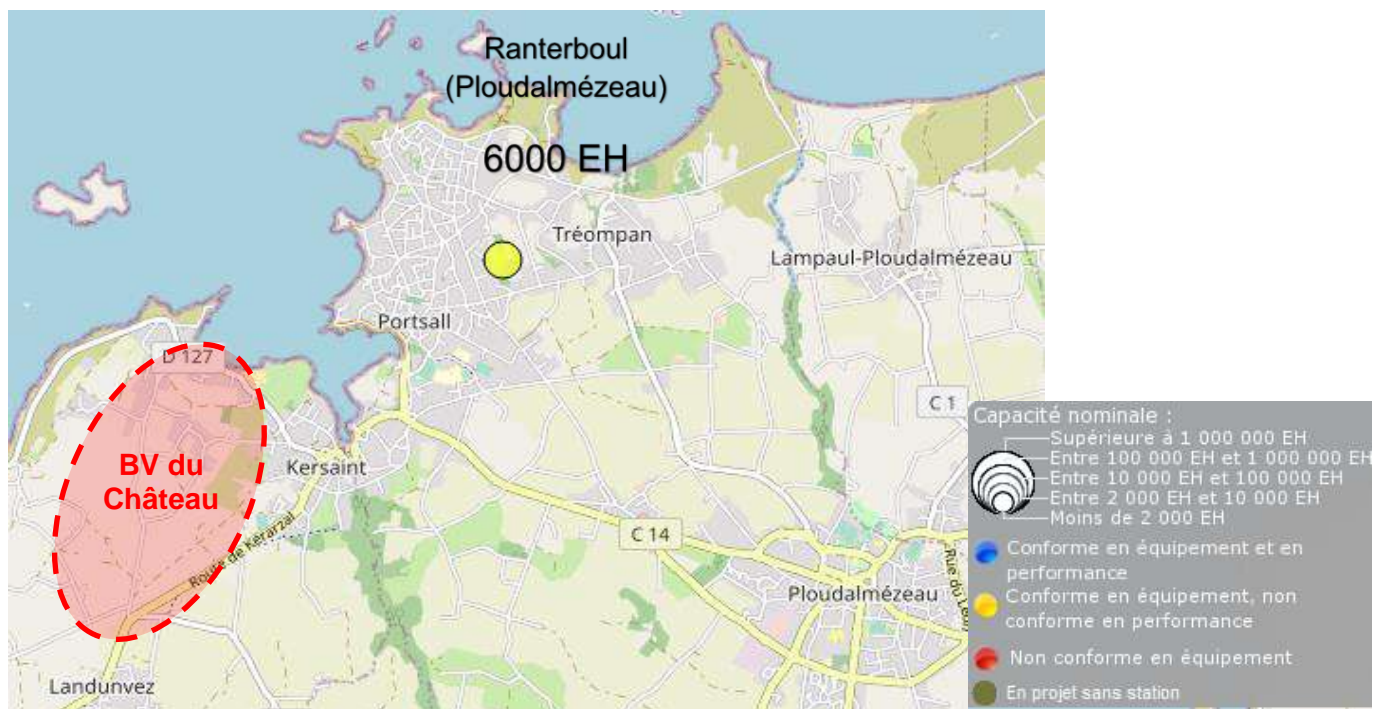 Ranterboul
(Ploudalmézeau)
6000 EH
Tréompan
Lampaul-Ploudalmézeau
Portsall
D 127
C 1
BV du
Château
Kersaint
Route de Kérarzal
C 14
Ploudalmézeau
Rue du Léon
Landunvez
Capacité nominale :
Supérieure à 1 000 000 EH
Entre 100 000 EH et 1 000 000 EH
Entre 10 000 EH et 100 000 EH
Entre 2 000 EH et 10 000 EH
Moins de 2 000 EH
Conforme en équipement et en
performance
Conforme en équipement, non
conforme en performance
Non conforme en équipement
En projet sans station